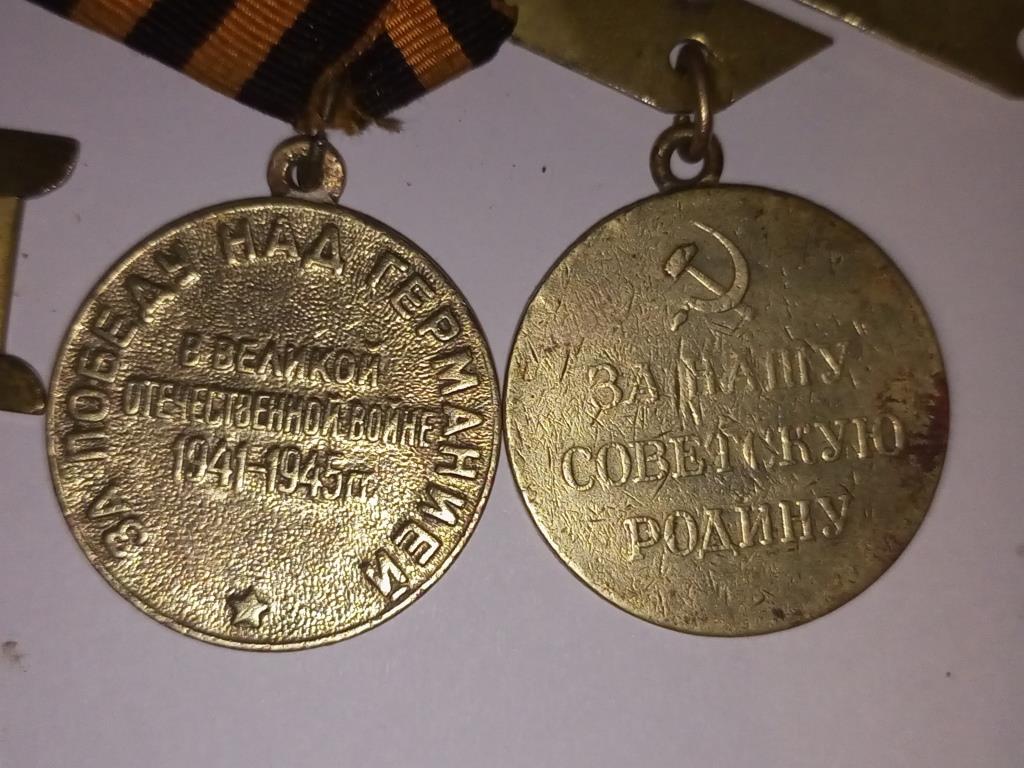 ЗА ПОБЕДУ НАД ГЕРМАНИЕЙ
В ВЕЛИКОЙ
ОТЕЧЕСТВЕННОЙ ВОЙНЕ
1941-1945 гг.
ЗА НАШУ
СОВЕТСКУЮ
РОДИНУ